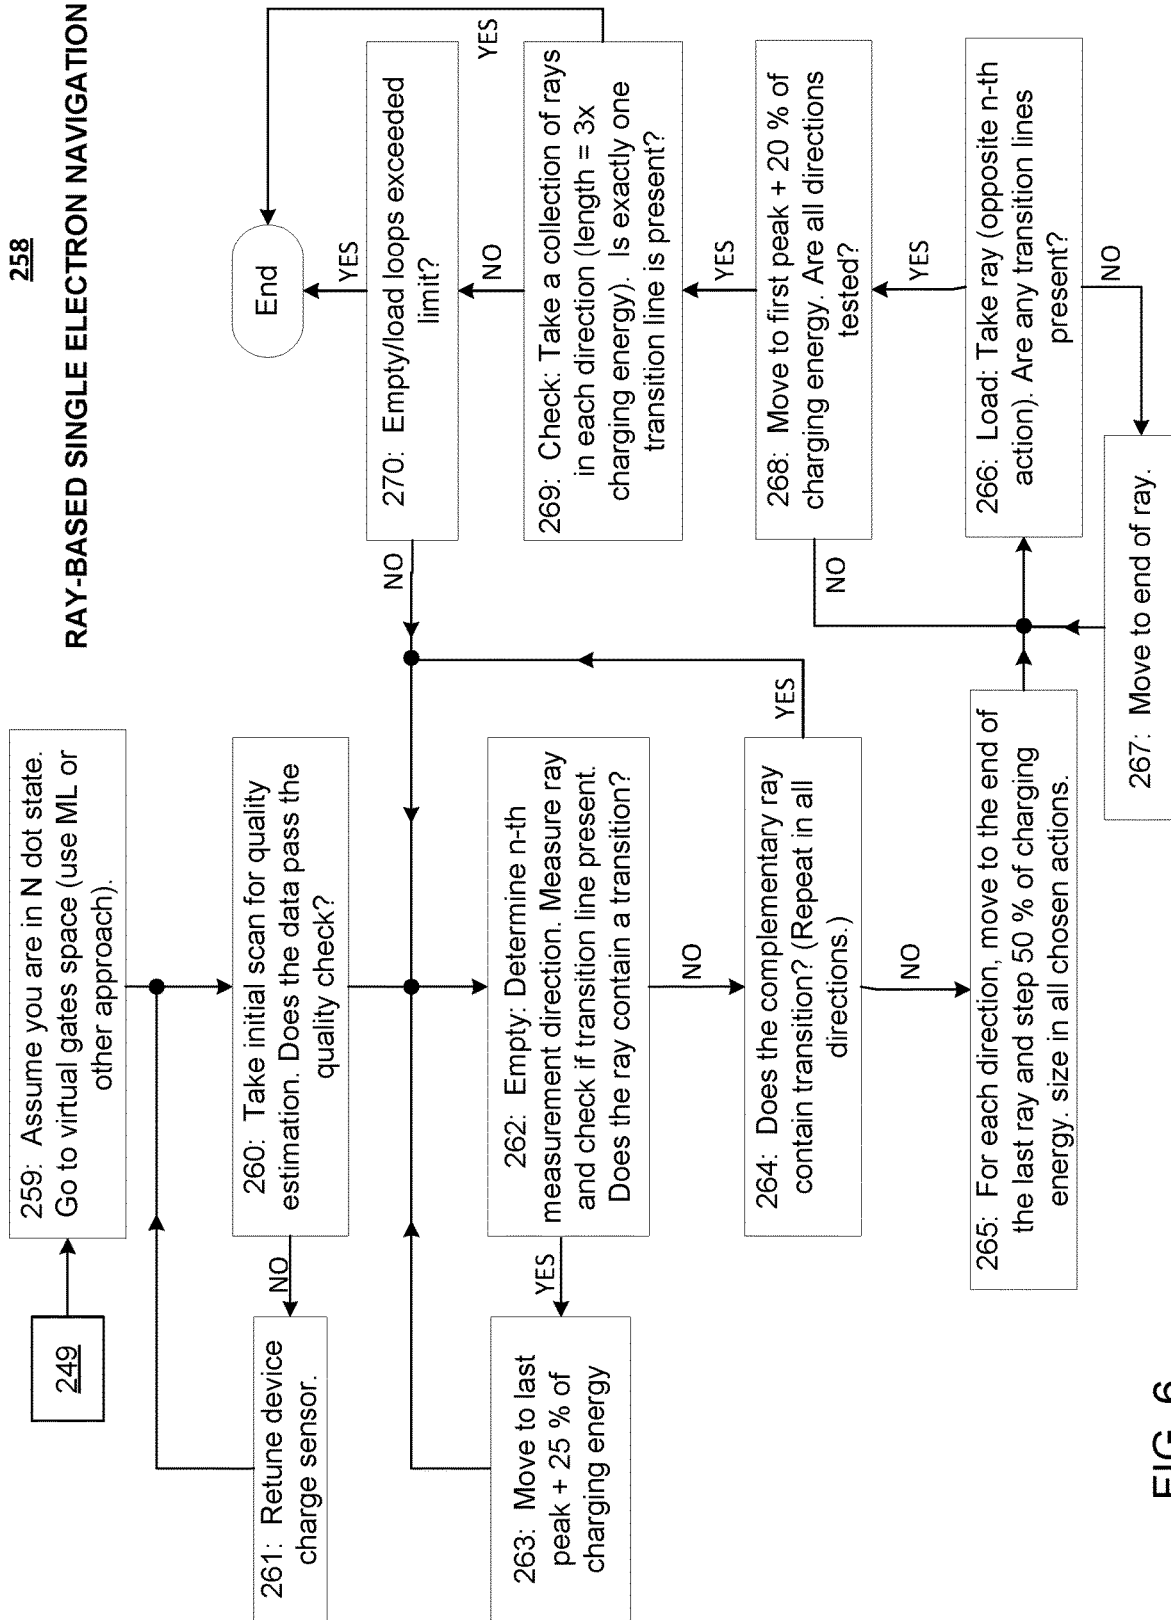 258
RAY-BASED SINGLE ELECTRON NAVIGATION
249
259: Assume you are in N dot state.
Go to virtual gates space (use ML or
other approach).
260: Take initial scan for quality
estimation. Does the data pass the
quality check?
NO
261: Retune device
charge sensor.
262: Empty: Determine n-th
measurement direction. Measure ray
and check if transition line present.
Does the ray contain a transition?
YES
263: Move to last
peak + 25 % of
charging energy
NO
264: Does the complementary ray
contain transition? (Repeat in all
directions.)
YES
NO
265: For each direction, move to the end of
the last ray and step 50 % of charging
energy. size in all chosen actions.
266: Load: Take ray (opposite n-th
action). Are any transition lines
present?
NO
267: Move to end of ray.
YES
268: Move to first peak + 20 % of
charging energy. Are all directions
tested?
NO
YES
269: Check: Take a collection of rays
in each direction (length = 3x
charging energy). Is exactly one
transition line is present?
YES
NO
270: Empty/load loops exceeded
limit?
NO
YES
End
FIG. 6